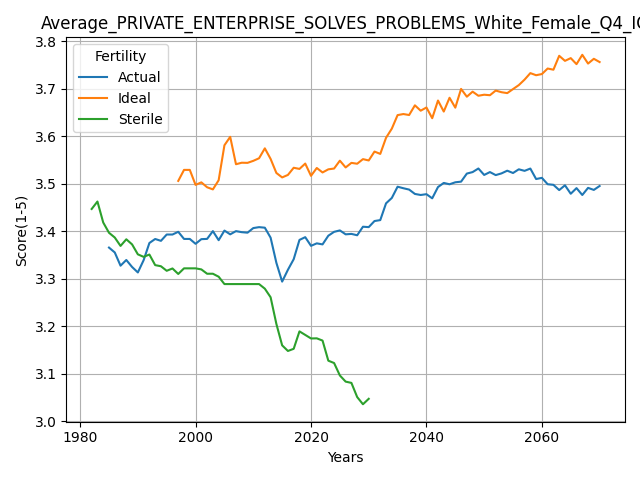 Average_PRIVATE_ENTERPRISE_SOLVES_PROBLEMS_White_Female_Q4_IQ
Fertility
Actual
Ideal
Sterile
3.8
3.7
3.6
3.5
3.4
3.3
3.2
3.1
3.0
Score(1-5)
1980
2000
2020
2040
2060
Years